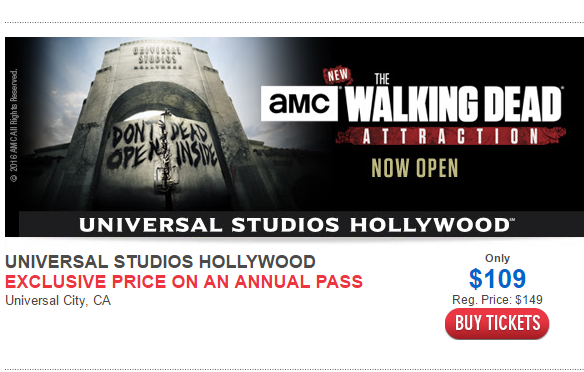 UNIVERSAL
STUDIOS
HOLLYWOOD
DON'T DEAD
OPEN INSIDE
© 2016 AMC All Rights Reserved.
NEW
THE
aMC WALKING DEAD
ATTRACTION
NOW OPEN
UNIVERSAL STUDIOS HOLLYWOOD℠
UNIVERSAL STUDIOS HOLLYWOOD
EXCLUSIVE PRICE ON AN ANNUAL PASS
Universal City, CA
Only
$109
Reg. Price: $149
BUY TICKETS